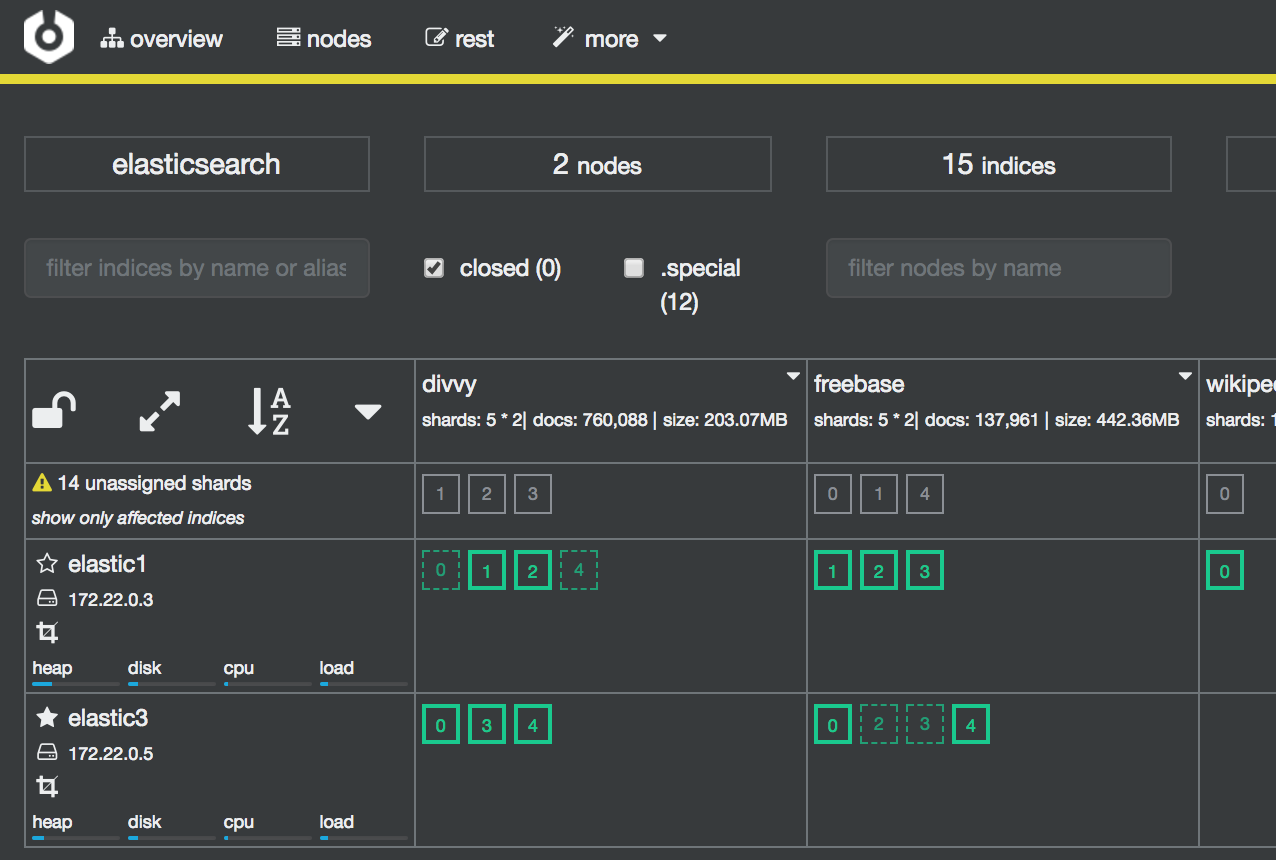 overview nodes rest more
elasticsearch 2 nodes 15 indices
filter indices by name or alias closed (0) .special filter nodes by name
(12)
divvy freebase
shards: 5 * 2| docs: 760,088 | size: 203.07MB shards: 5 * 2| docs: 137,961 | size: 442.36MB shards:
A
Z
14 unassigned shards 1 2 3 0 1 4 0
show only affected indices
elastic1 0 1 2 4 1 2 3 0
172.22.0.3
heap disk cpu load
elastic3 0 3 4 0 2 3 4
172.22.0.5
heap disk cpu load